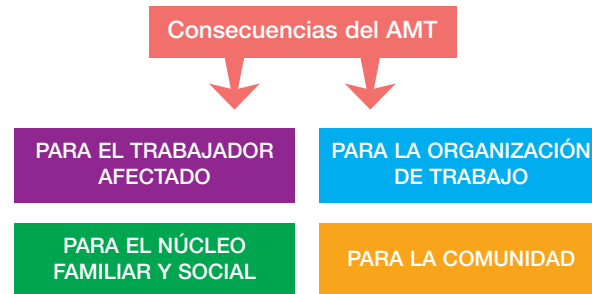 Consecuencias del AMT
PARA EL TRABAJADOR
AFECTADO
PARA LA ORGANIZACIÓN
DE TRABAJO
PARA EL NÚCLEO
FAMILIAR Y SOCIAL
PARA LA COMUNIDAD